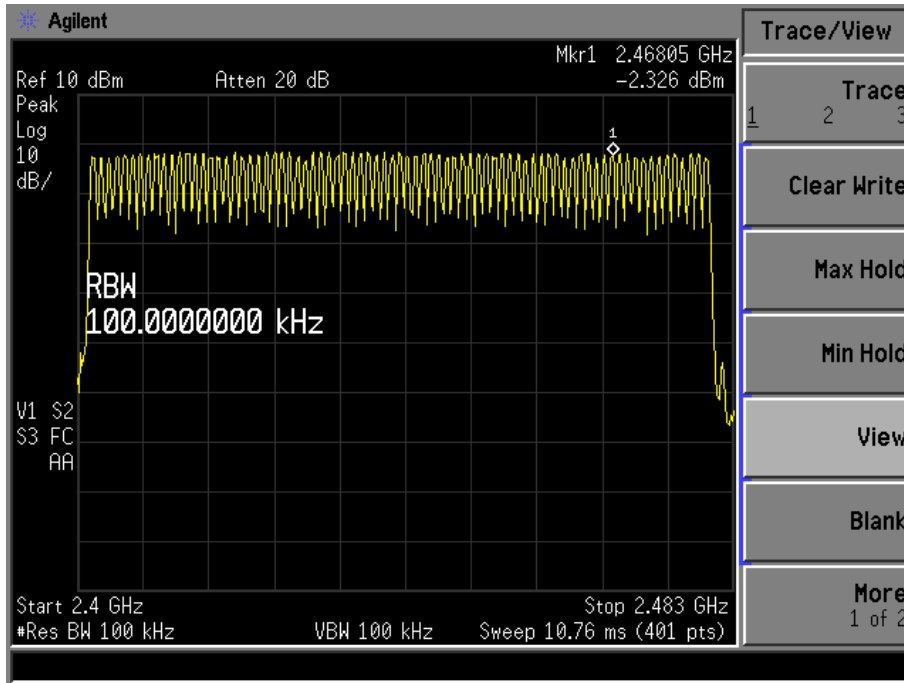 Agilent
Trace/View
Mkr1 2.46805 GHz
Ref 10 dBm Atten 20 dB -2.326 dBm
Peak
Log
10
dB/
1
RBW
100.0000000 kHz
V1 S2
S3 FC
AA
Start 2.4 GHz Stop 2.483 GHz
#Res BW 100 kHz VBW 100 kHz Sweep 10.76 ms (401 pts)
Trace
1 2 3
Clear Write
Max Hold
Min Hold
View
Blank
More
1 of 2